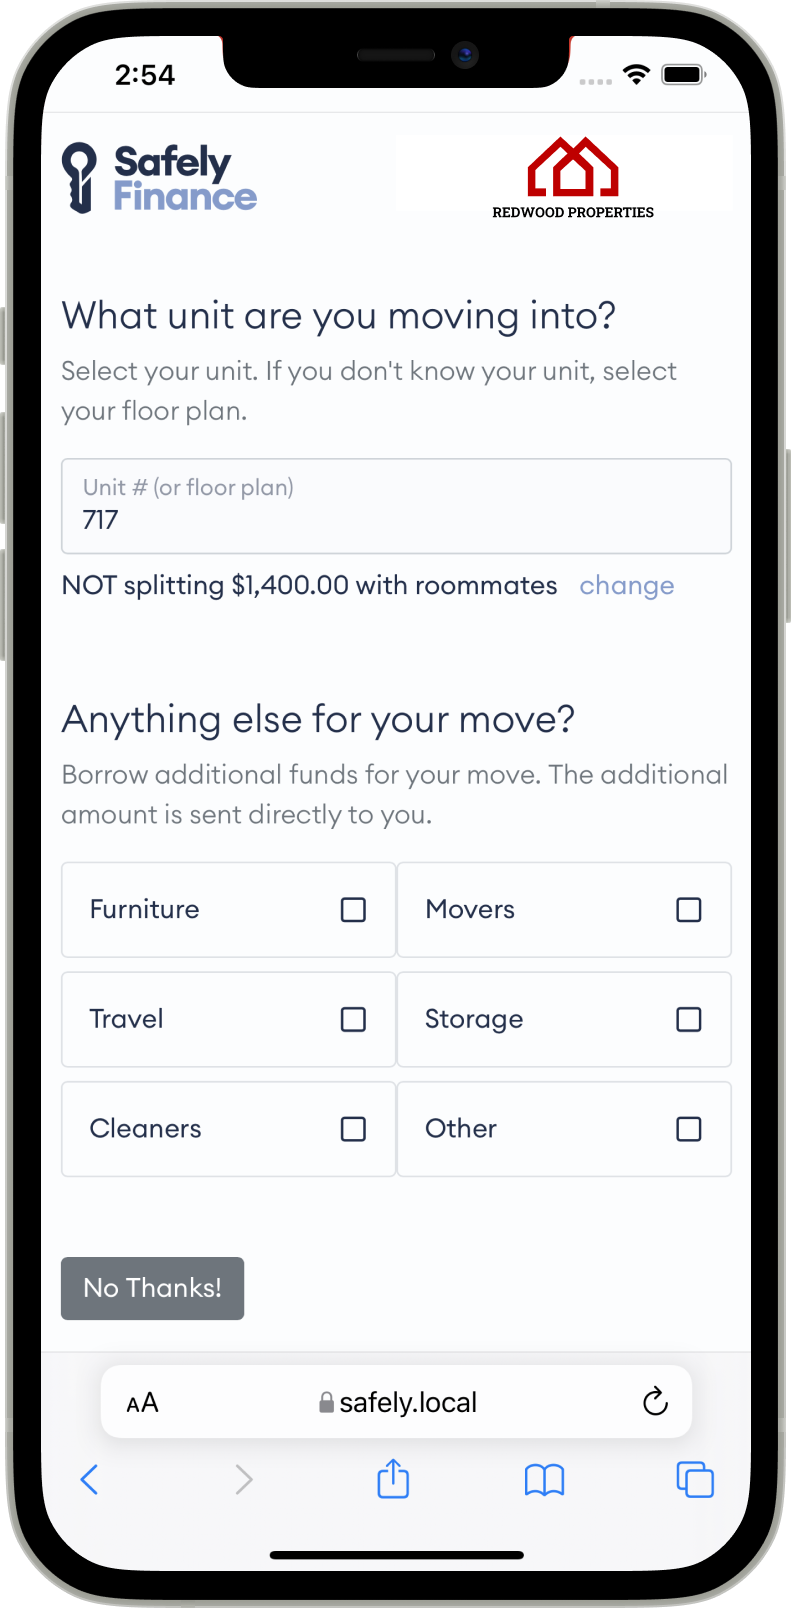 2:54
Safely
Finance
REDWOOD PROPERTIES
What unit are you moving into?
Select your unit. If you don't know your unit, select
your floor plan.
Unit # (or floor plan)
717
NOT splitting $1,400.00 with roommates change
Anything else for your move?
Borrow additional funds for your move. The additional
amount is sent directly to you.
Furniture
Movers
Travel
Storage
Cleaners
Other
No Thanks!
AA safely.local